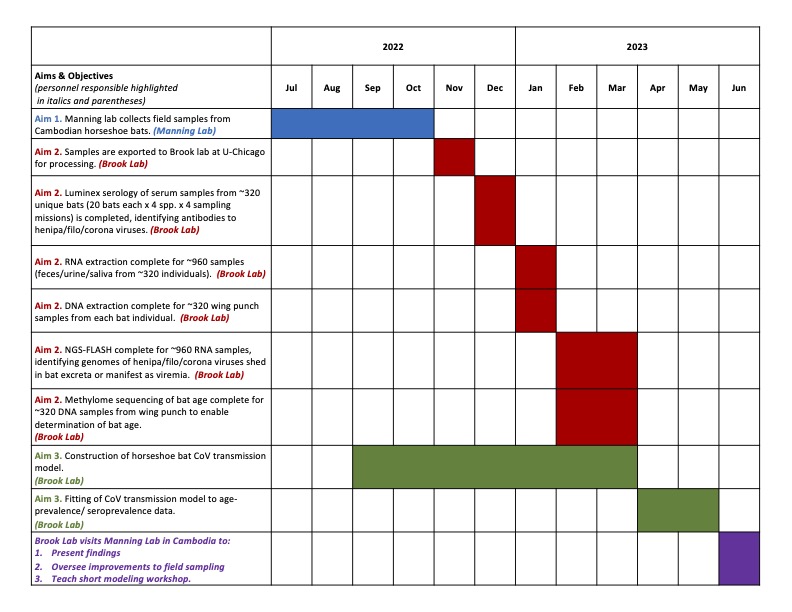 2022
2023
Aims & Objectives
(personnel responsible highlighted
in italics and parentheses)
Jul
Aug
Sep
Oct
Nov
Dec
Jan
Feb
Mar
Apr
May
Jun
Aim 1. Manning lab collects field samples from
Cambodian horseshoe bats. (Manning Lab)
Aim 2. Samples are exported to Brook lab at U-Chicago
for processing. (Brook Lab)
Aim 2. Luminex serology of serum samples from ~320
unique bats (20 bats each x 4 spp. x 4 sampling
missions) is completed, identifying antibodies to
henipa/filo/corona viruses. (Brook Lab)
Aim 2. RNA extraction complete for ~960 samples
(feces/urine/saliva from ~320 individuals). (Brook Lab)
Aim 2. DNA extraction complete for ~320 wing punch
samples from each bat individual. (Brook Lab)
Aim 2. NGS-FLASH complete for ~960 RNA samples,
identifying genomes of henipa/filo/corona viruses shed
in bat excreta or manifest as viremia. (Brook Lab)
Aim 2. Methylome sequencing of bat age complete for
~320 DNA samples from wing punch to enable
determination of bat age.
(Brook Lab)
Aim 3. Construction of horseshoe bat CoV transmission
model.
(Brook Lab)
Aim 3. Fitting of CoV transmission model to age-
prevalence/ seroprevalence data.
(Brook Lab)
Brook Lab visits Manning Lab in Cambodia to:
1. Present findings
2. Oversee improvements to field sampling
3. Teach short modeling workshop.